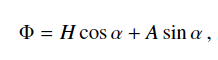 Φ = H cos α + A sin α ,